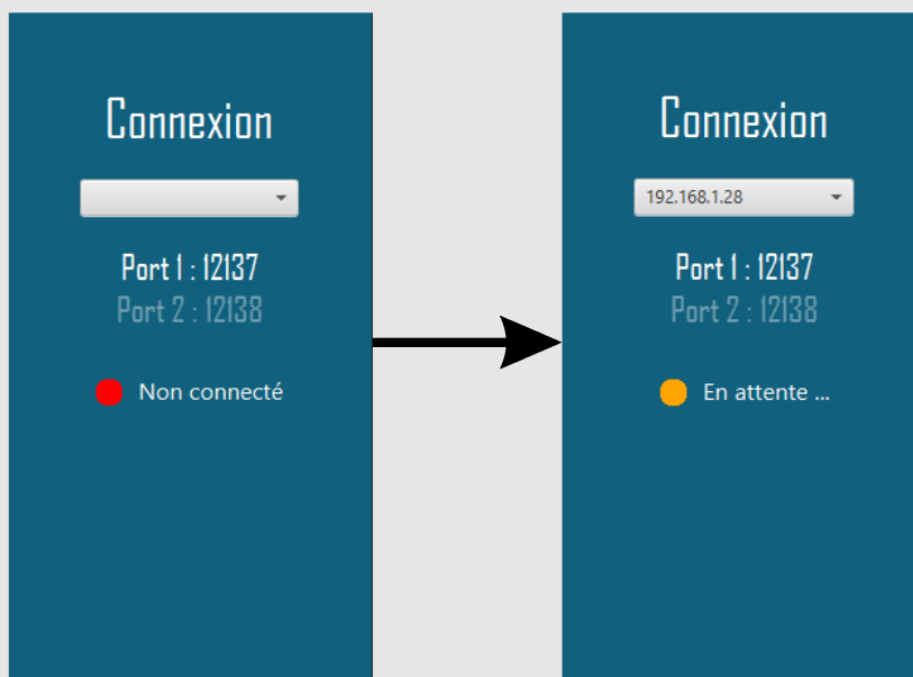 Connexion
Port 1 : 12137
Port 2 : 12138
Non connecté
Connexion
192.168.1.28
Port 1 : 12137
Port 2 : 12138
En attente ...